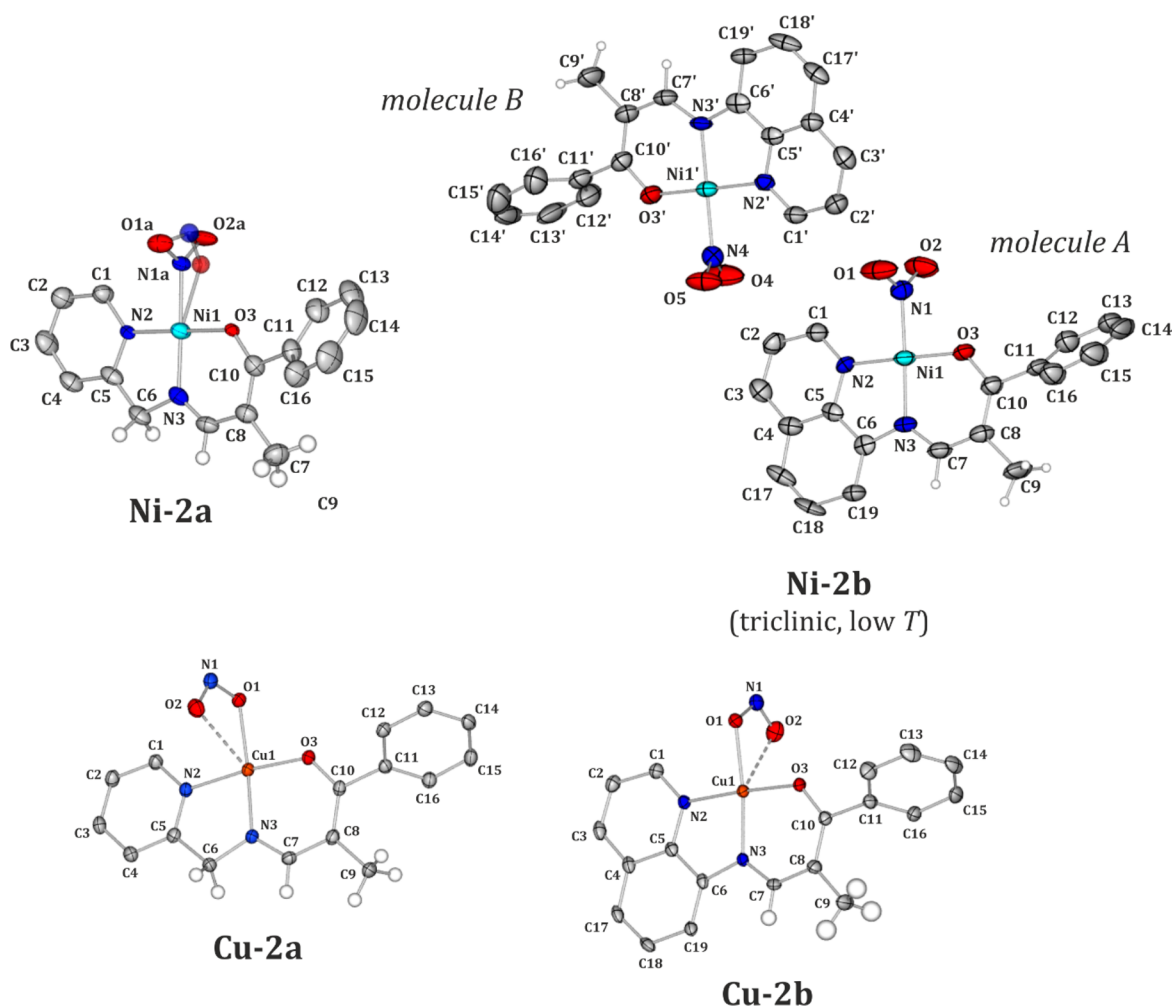 C18'
C19'
C9'
C17'
C7'
molecule B
C8'
C6'
N3'
C4'
C10'
C5'
C3'
C16'
C11'
Ni1'
C15'
O3'
N2'
C2'
C12'
C14'
C13'
C1'
N4
O5
O4
molecule A
O1
O2
N1
C1
C2
C12
C13
C14
O3
N2
Ni1
C11
C15
C3
C5
C10
C16
C4
C6
N3
C8
C7
C17
C9
C18
C19
Ni-2b
(triclinic, low T)
O1a
O2a
C1
N1a
C13
C2
C12
N2
Ni1
O3
C14
C3
C11
C10
C15
C4
C5
C6
C16
N3
C8
C7
C9
Ni-2a
N1
O2
O1
C13
C12
C14
C1
O3
Cu1
C2
C11
C15
N2
C10
C16
C3
N3
C5
C8
C4
C6
C7
C9
Cu-2a
N1
O1
O2
C13
C1
C12
C14
Cu1
O3
C2
N2
C15
C10
C11
C16
C3
C5
N3
C8
C4
C6
C7
C9
C17
C19
C18
Cu-2b